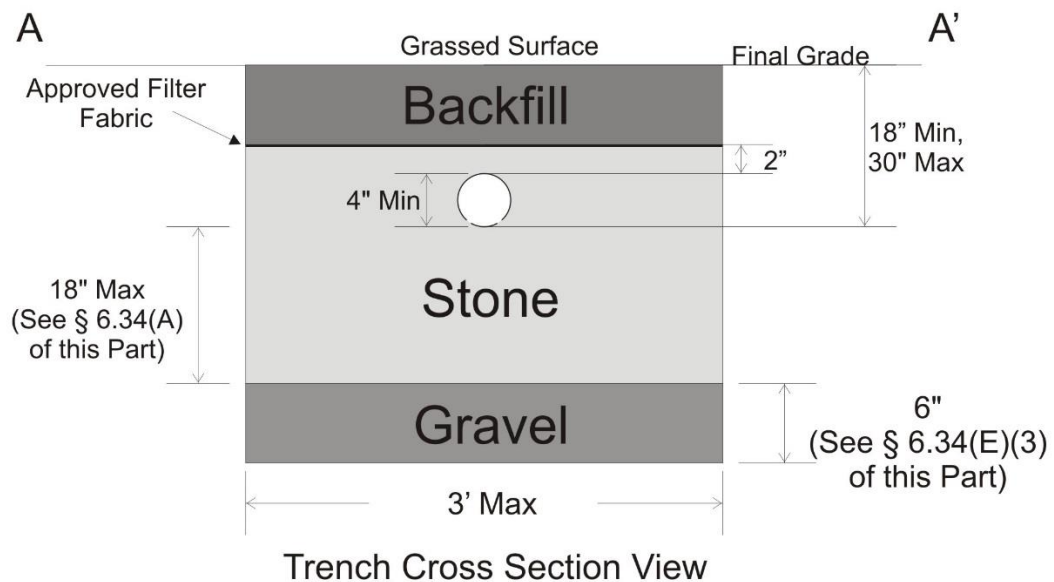 A
A'
Grassed Surface
Final Grade
Approved Filter
Fabric
Backfill
18” Min,
30" Max
2”
4" Min
18" Max
(See § 6.34(A)
of this Part)
Stone
Gravel
6"
(See § 6.34(E)(3)
of this Part)
3’ Max
Trench Cross Section View